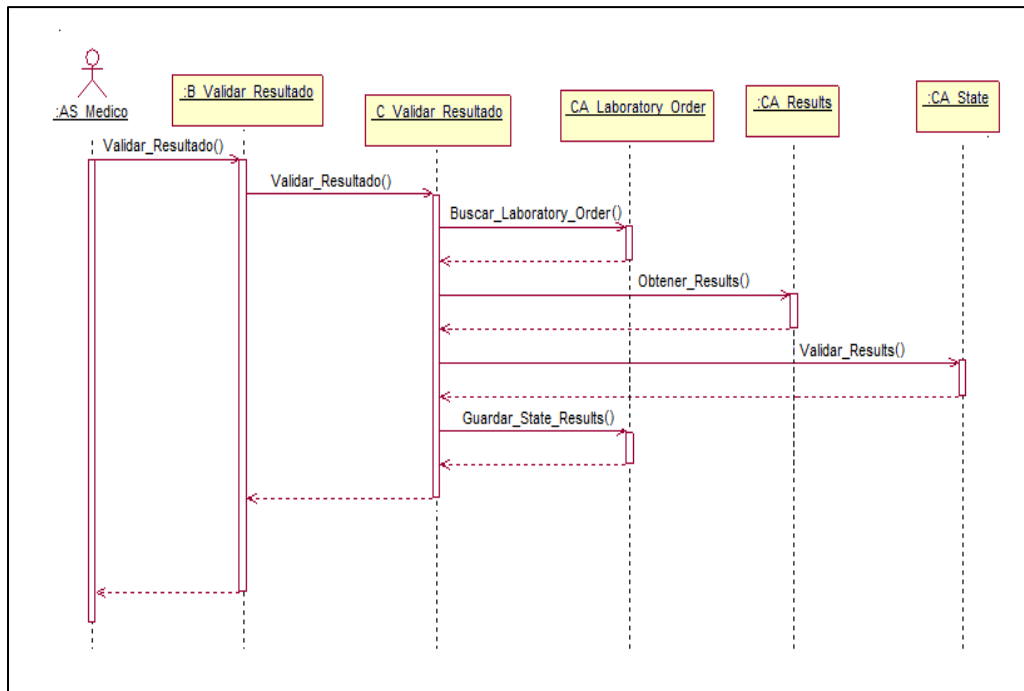 :AS_Medico
:B_Validar_Resultado
C_Validar_Resultado
CA_Laboratory_Order
:CA_Results
:CA_State
Validar_Resultado()
Validar_Resultado()
Buscar_Laboratory_Order()
Obtener_Results()
Validar_Results()
Guardar_State_Results()